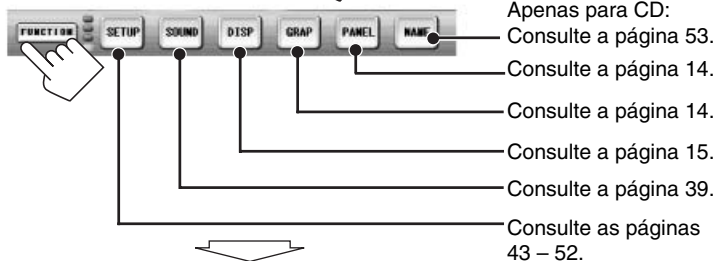 FUNCTION SETUP SOUND DISP GRAP PANEL NAME
Apenas para CD:
Consulte a página 53.
Consulte a página 14.
Consulte a página 14.
Consulte a página 15.
Consulte a página 39.
Consulte as páginas
43 – 52.